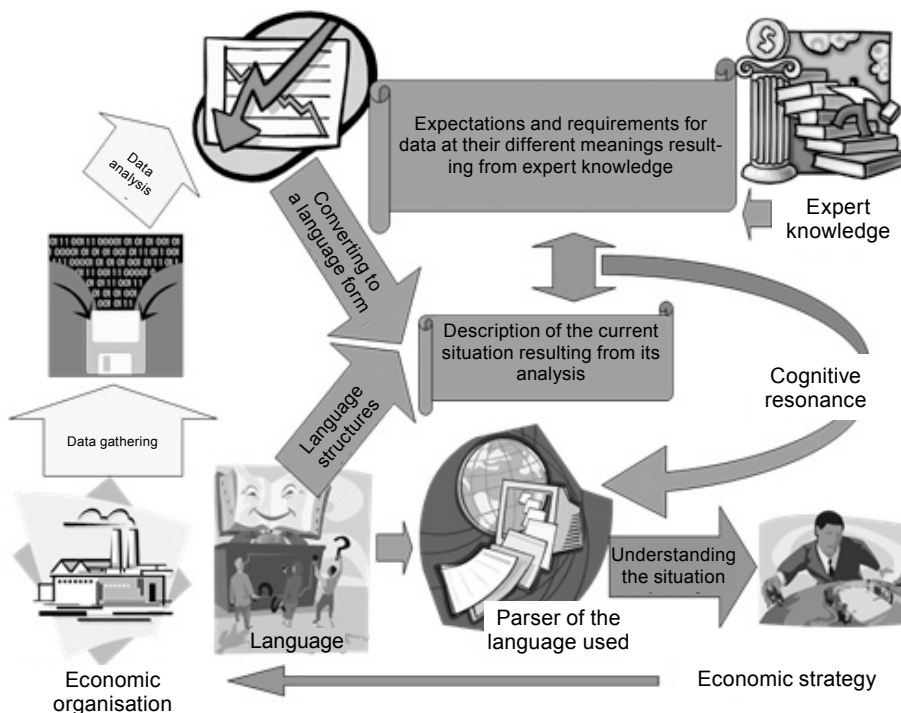 Expectations and requirements for
data at their different meanings result-
ing from expert knowledge
Data
analysis
Expert
knowledge
Converting to
a language form
Description of the current
situation resulting from its
analysis
Cognitive
resonance
Language
structures
Data gathering
Understanding
the situation
Language
Parser of the
language used
Economic
organisation
Economic strategy